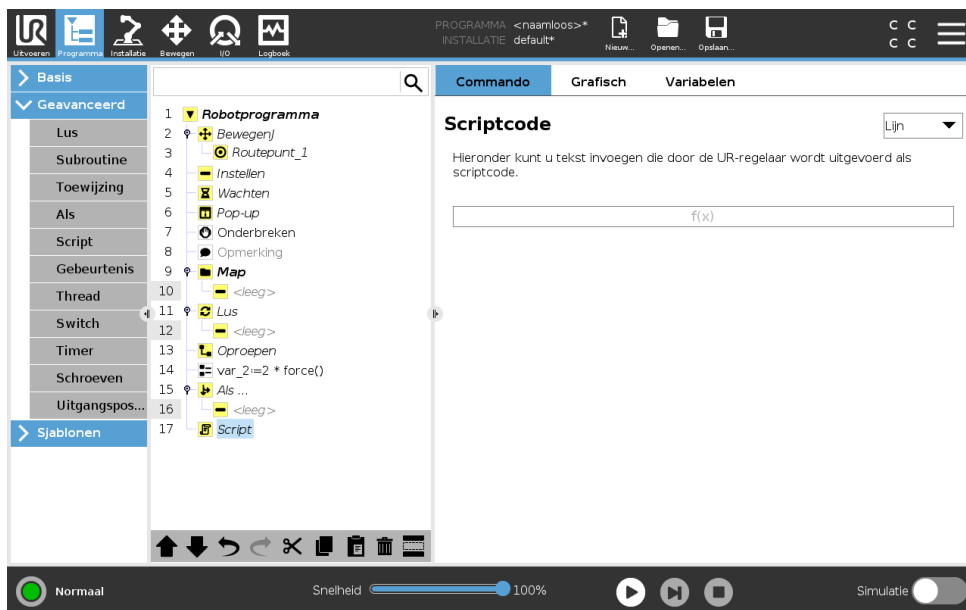 PROGRAMMA <naamloos>*
INSTALLATIE default*
Uitvoeren Programma Installatie Bewegen I/O Logboek
Nieuw... Openen... Opslaan...
C C
C C
Basis
Geavanceerd
Lus
Subroutine
Toewijzing
Als
Script
Gebeurtenis
Thread
Switch
Timer
Schroeven
Uitgangspos...
Sjablonen
1 Robotprogramma
2 BewegenJ
3 Routepunt_1
4 Instellen
5 Wachten
6 Pop-up
7 Onderbreken
8 Opmerking
9 Map
10 <leeg>
11 Lus
12 <leeg>
13 Oproepen
14 var_2:=2 * force()
15 Als ...
16 <leeg>
17 Script
Commando Grafisch Variabelen
Scriptcode
Lijn
Hieronder kunt u tekst invoegen die door de UR-regelaar wordt uitgevoerd als
scriptcode.
f(x)
Normaal
Snelheid 100%
Simulatie